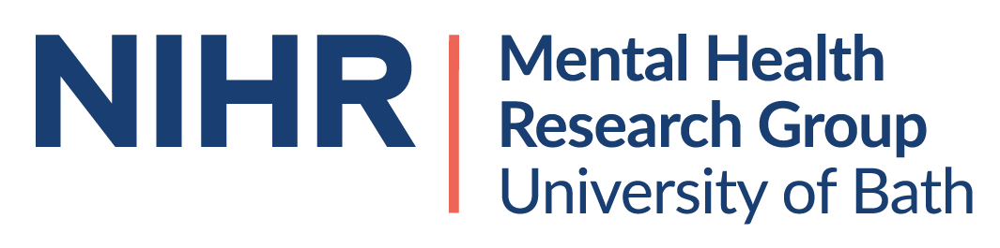 NIHR
Mental Health
Research Group
University of Bath